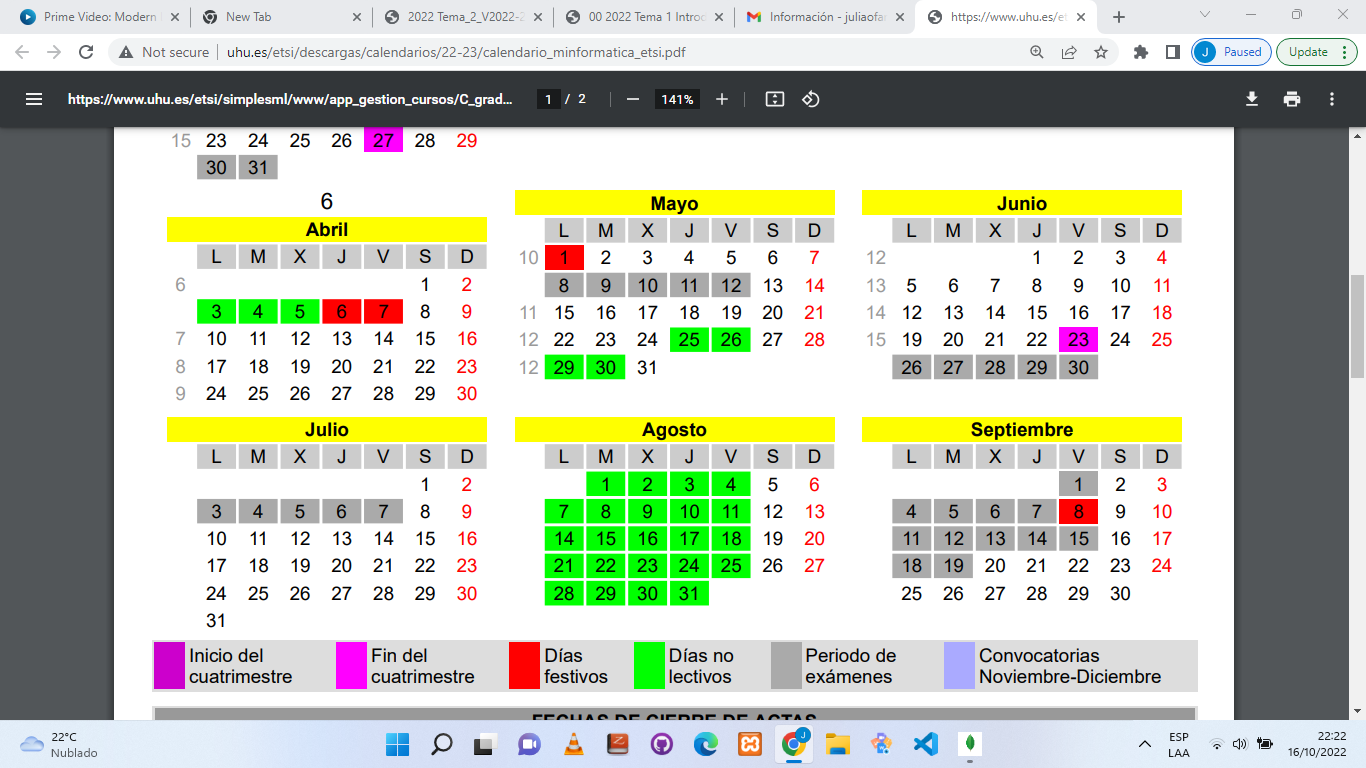 Prime Video: Modern
New Tab
2022 Tema_2_V2022-2
00 2022 Tema 1 Introd
Información - juliaofar
https://www.uhu.es/et
Not secure uhu.es/etsi/descargas/calendarios/22-23/calendario_minformatica_etsi.pdf
J Paused
Update
https://www.uhu.es/etsi/simplesml/www/app_gestion_cursos/C_grad... 1 / 2 141%
15 23 24 25 26 27 28 29
30 31
6
Abril
L M X J V S D
6 1 2
3 4 5 6 7 8 9
7 10 11 12 13 14 15 16
8 17 18 19 20 21 22 23
9 24 25 26 27 28 29 30
Mayo
L M X J V S D
10 1 2 3 4 5 6 7
8 9 10 11 12 13 14
11 15 16 17 18 19 20 21
12 22 23 24 25 26 27 28
12 29 30 31
Junio
L M X J V S D
12 1 2 3 4
13 5 6 7 8 9 10 11
14 12 13 14 15 16 17 18
15 19 20 21 22 23 24 25
26 27 28 29 30
Julio
L M X J V S D
1 2
3 4 5 6 7 8 9
10 11 12 13 14 15 16
17 18 19 20 21 22 23
24 25 26 27 28 29 30
31
Agosto
L M X J V S D
1 2 3 4 5 6
7 8 9 10 11 12 13
14 15 16 17 18 19 20
21 22 23 24 25 26 27
28 29 30 31
Septiembre
L M X J V S D
1 2 3
4 5 6 7 8 9 10
11 12 13 14 15 16 17
18 19 20 21 22 23 24
25 26 27 28 29 30
Inicio del
cuatrimestre
Fin del
cuatrimestre
Días
festivos
Días no
lectivos
Periodo de
exámenes
Convocatorias
Noviembre-Diciembre
FECHAS DE CIERRE DE ACTAS
22°C
Nublado
ESP
LAA
22:22
16/10/2022